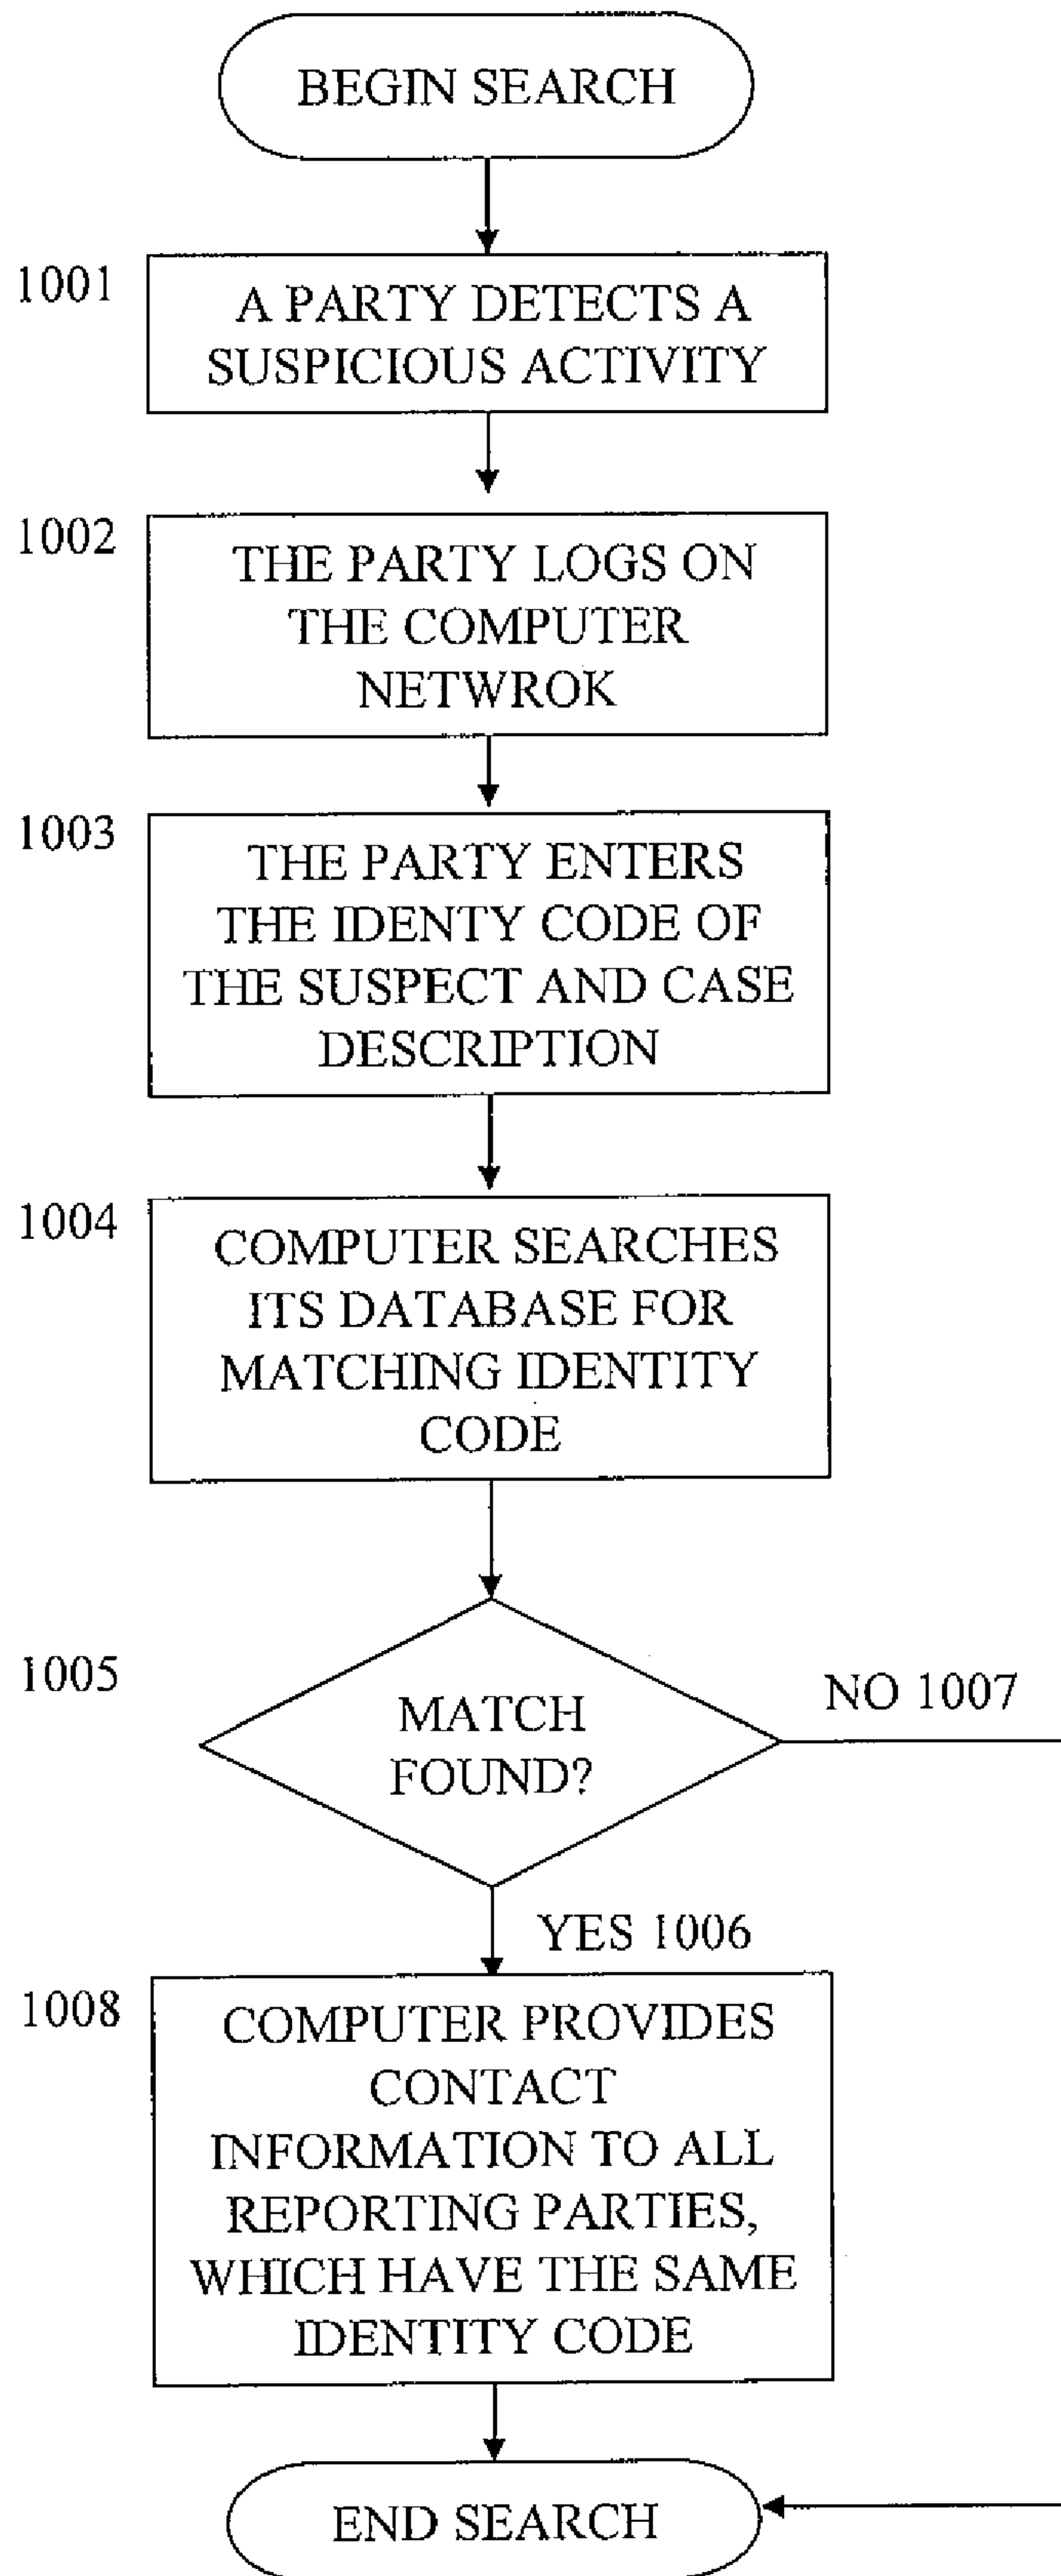 BEGIN SEARCH
1001
A PARTY DETECTS A
SUSPICIOUS ACTIVITY
1002
THE PARTY LOGS ON
THE COMPUTER
NETWROK
1003
THE PARTY ENTERS
THE IDENTY CODE OF
THE SUSPECT AND CASE
DESCRIPTION
1004
COMPUTER SEARCHES
ITS DATABASE FOR
MATCHING IDENTITY
CODE
1005
MATCH
FOUND?
NO 1007
YES 1006
1008
COMPUTER PROVIDES
CONTACT
INFORMATION TO ALL
REPORTING PARTIES,
WHICH HAVE THE SAME
IDENTITY CODE
END SEARCH